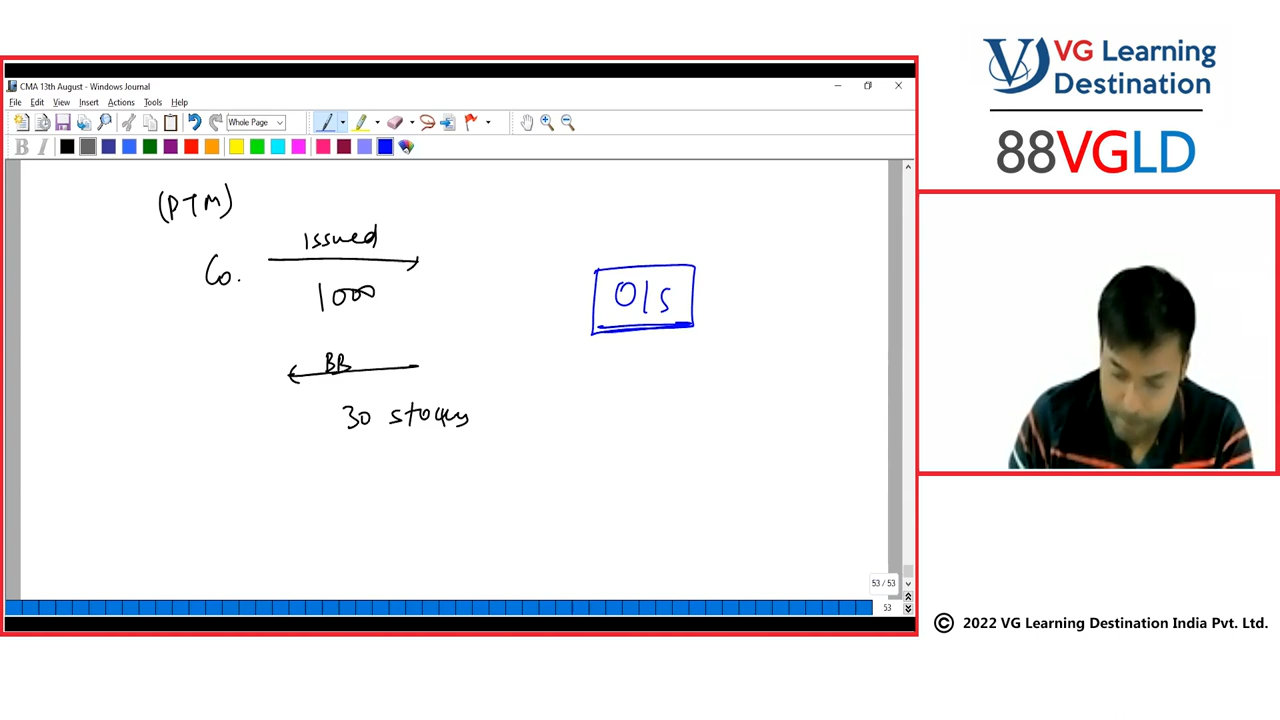 CMA 13th August - Windows Journal
File Edit View Insert Actions Tools Help
Whole Page
B I
(PTM)
Issued
Co.
1000
O/S
BB
30 stocks
53 / 53
53
VG Learning
Destination
88VGLD
© 2022 VG Learning Destination India Pvt. Ltd.